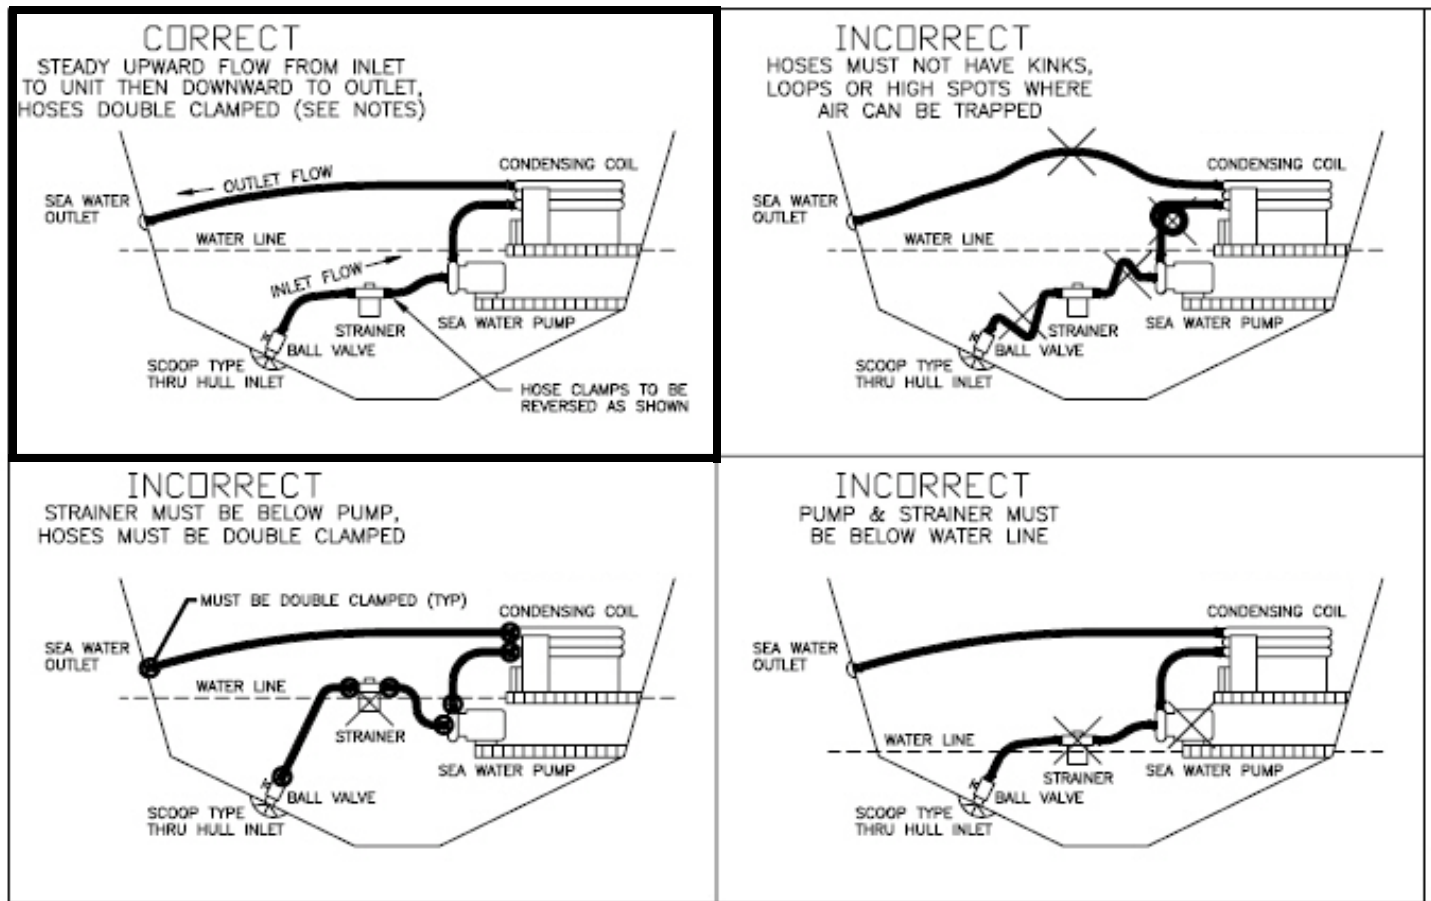 CORRECT
STEADY UPWARD FLOW FROM INLET
TO UNIT THEN DOWNWARD TO OUTLET,
HOSES DOUBLE CLAMPED (SEE NOTES)
CONDENSING COIL
OUTLET FLOW
SEA WATER
OUTLET
WATER LINE
INLET FLOW
STRAINER
SEA WATER PUMP
BALL VALVE
SCOOP TYPE
THRU HULL INLET
HOSE CLAMPS TO BE
REVERSED AS SHOWN
INCORRECT
HOSES MUST NOT HAVE KINKS,
LOOPS OR HIGH SPOTS WHERE
AIR CAN BE TRAPPED
CONDENSING COIL
SEA WATER
OUTLET
WATER LINE
STRAINER
SEA WATER PUMP
BALL VALVE
SCOOP TYPE
THRU HULL INLET
INCORRECT
STRAINER MUST BE BELOW PUMP,
HOSES MUST BE DOUBLE CLAMPED
MUST BE DOUBLE CLAMPED (TYP)
CONDENSING COIL
SEA WATER
OUTLET
WATER LINE
STRAINER
SEA WATER PUMP
BALL VALVE
SCOOP TYPE
THRU HULL INLET
INCORRECT
PUMP & STRAINER MUST
BE BELOW WATER LINE
CONDENSING COIL
SEA WATER
OUTLET
WATER LINE
STRAINER
SEA WATER PUMP
BALL VALVE
SCOOP TYPE
THRU HULL INLET